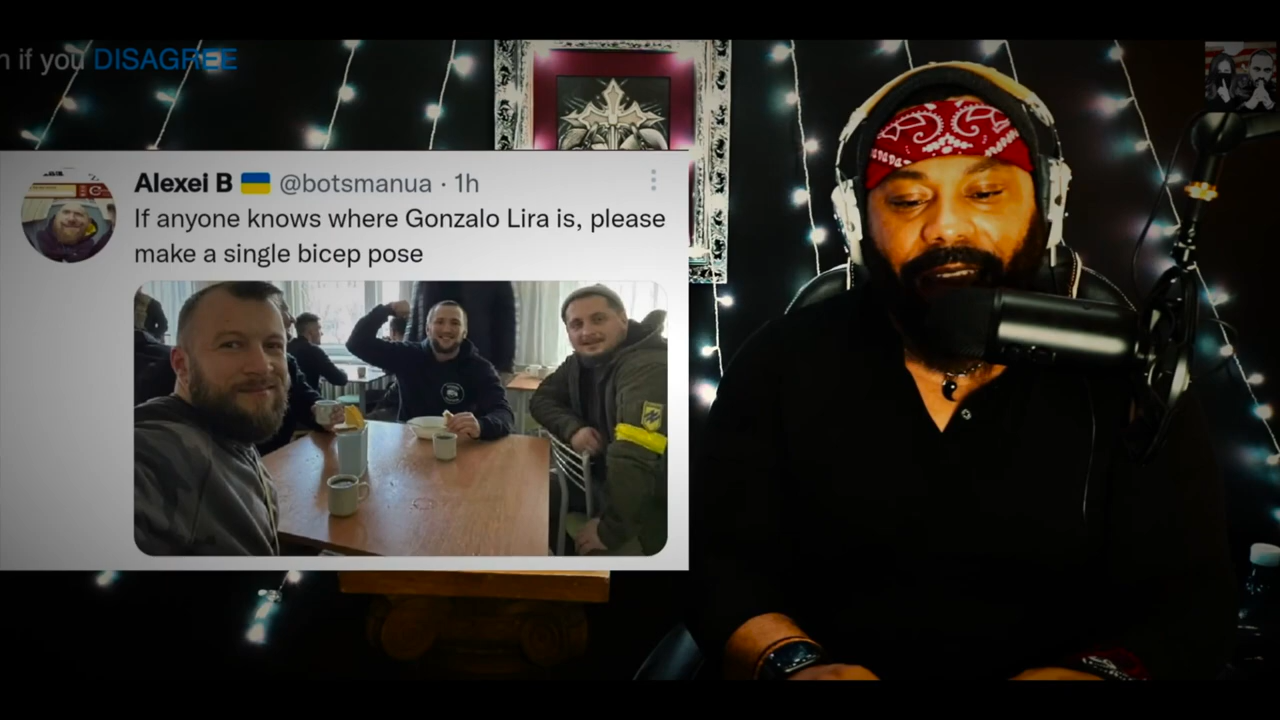 n if you DISAGREE
Alexei B 🇺🇦 @botsmanua · 1h
If anyone knows where Gonzalo Lira is, please
make a single bicep pose